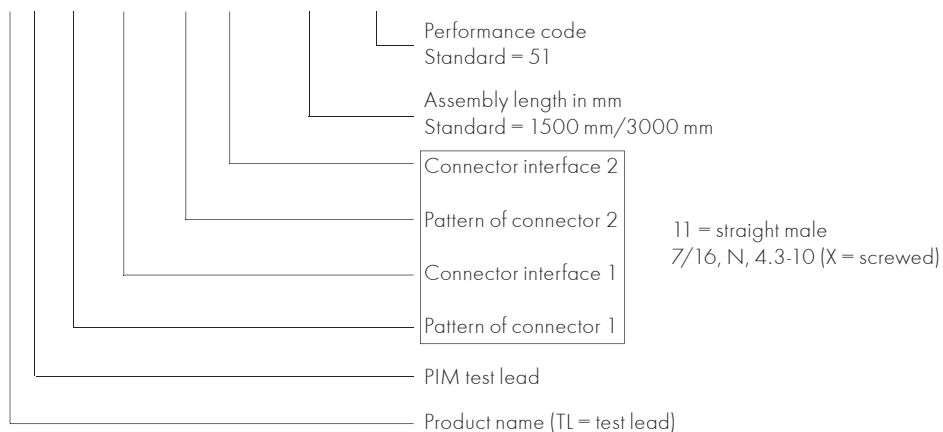 Performance code
Standard = 51
Assembly length in mm
Standard = 1500 mm/3000 mm
Connector interface 2
Pattern of connector 2
11 = straight male
7/16, N, 4.3-10 (X = screwed)
Connector interface 1
Pattern of connector 1
PIM test lead
Product name (TL = test lead)